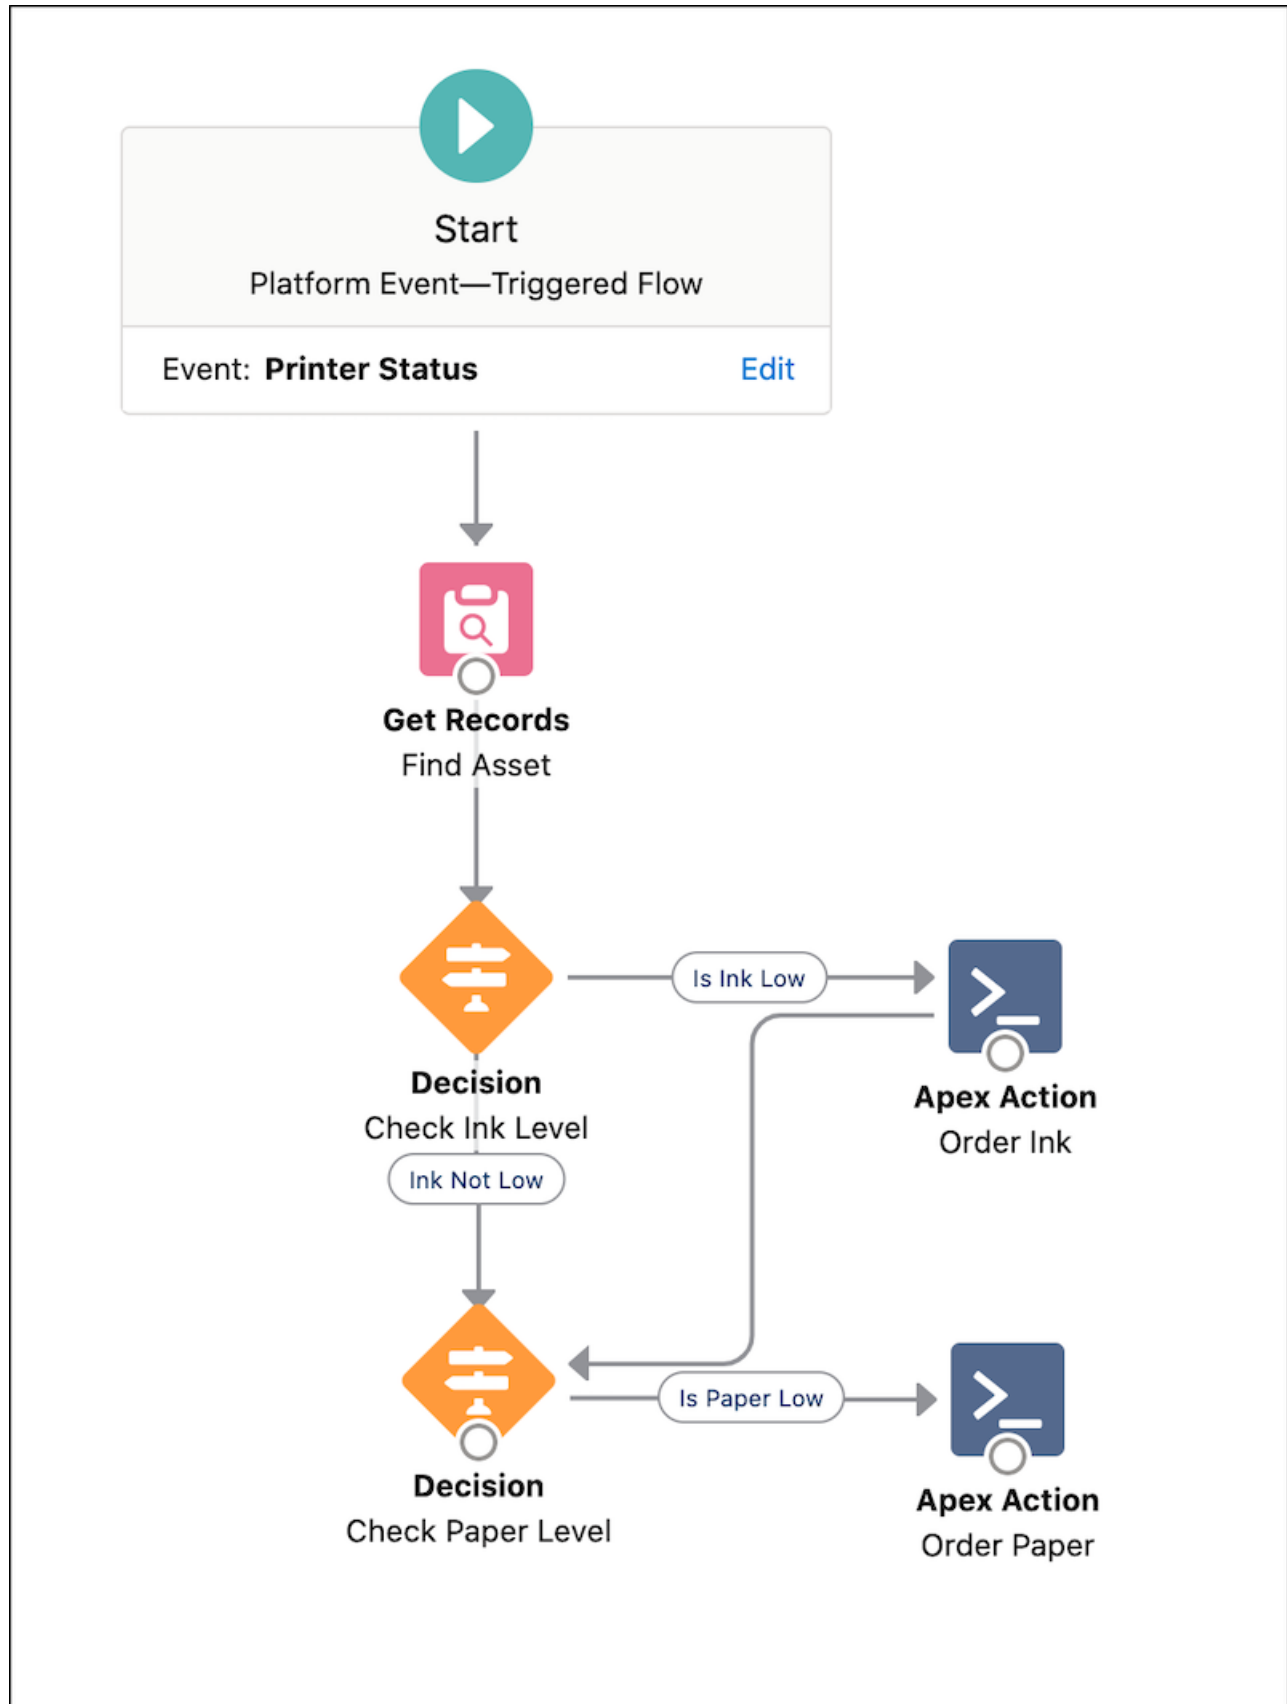 Start
Platform Event—Triggered Flow
Event: Printer Status
Edit
Get Records
Find Asset
Is Ink Low
Decision
Check Ink Level
Apex Action
Order Ink
Ink Not Low
Is Paper Low
Decision
Check Paper Level
Apex Action
Order Paper